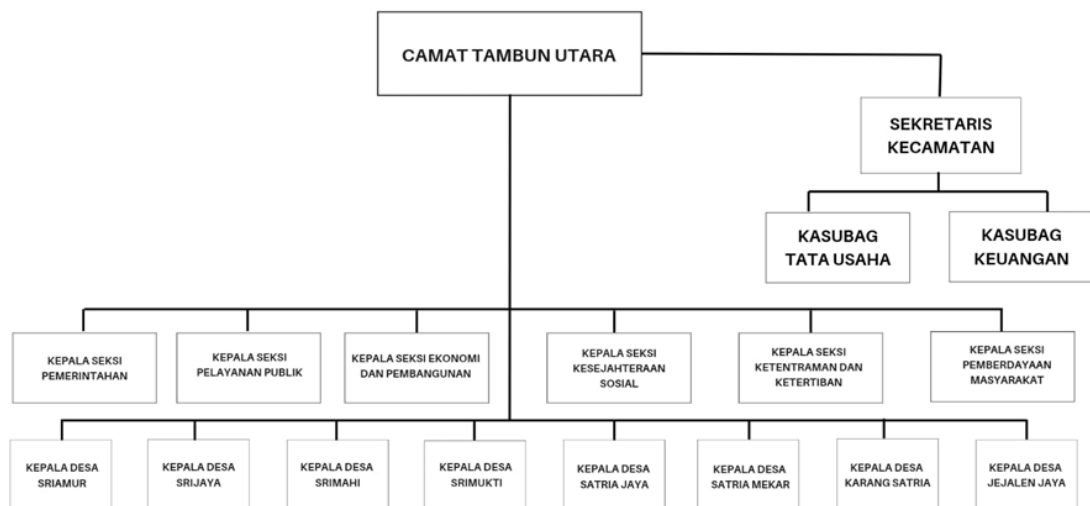 CAMAT TAMBUN UTARA
SEKRETARIS
KECAMATAN
KASUBAG
TATA USAHA
KASUBAG
KEUANGAN
KEPALA SEKSI
PEMERINTAHAN
KEPALA SEKSI
PELAYANAN PUBLIK
KEPALA SEKSI EKONOMI
DAN PEMBANGUNAN
KEPALA SEKSI
KESEJAHTERAAN
SOSIAL
KEPALA SEKSI
KETENTRAMAN DAN
KETERTIBAN
KEPALA SEKSI
PEMBERDAYAAN
MASYARAKAT
KEPALA DESA
SRIAMUR
KEPALA DESA
SRIJAYA
KEPALA DESA
SRIMAHI
KEPALA DESA
SRIMUKTI
KEPALA DESA
SATRIA JAYA
KEPALA DESA
SATRIA MEKAR
KEPALA DESA
KARANG SATRIA
KEPALA DESA
JEJALEN JAYA